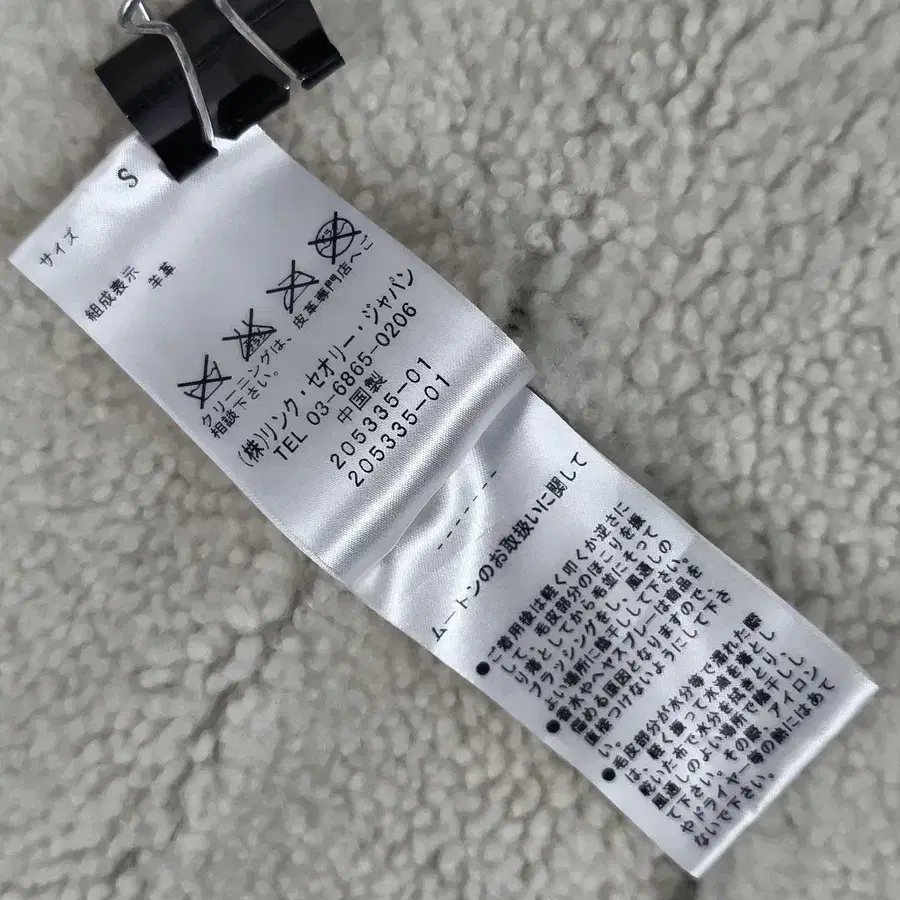 サイズ S
組成表示
羊革
クリーニングは、皮革専門店へご
相談下さい。
(株)リンク・セオリー・ジャパン
TEL 03-6865-0206
中国製
205335-01
205335-01
-------
ムートンのお取扱いに関して
●ご着用後は軽く叩くか逆さに
して、毛皮部分のほこりを振
り落としてから毛並にそって
ブラッシングをし、風通しの
よい場所に陰干しして下さい。
●香水やヘヤスプレーは商品を
傷める原因となりますので、
直接つけないようにして下さ
い。
●毛皮部分が水分等で濡れた際
は、軽く振って水滴を落とし
乾いた布で水分をふきとり、
風通しのよい場所で陰干しし
て下さい。その際、アイロン
やドライヤー等の熱にはあて
ないで下さい。